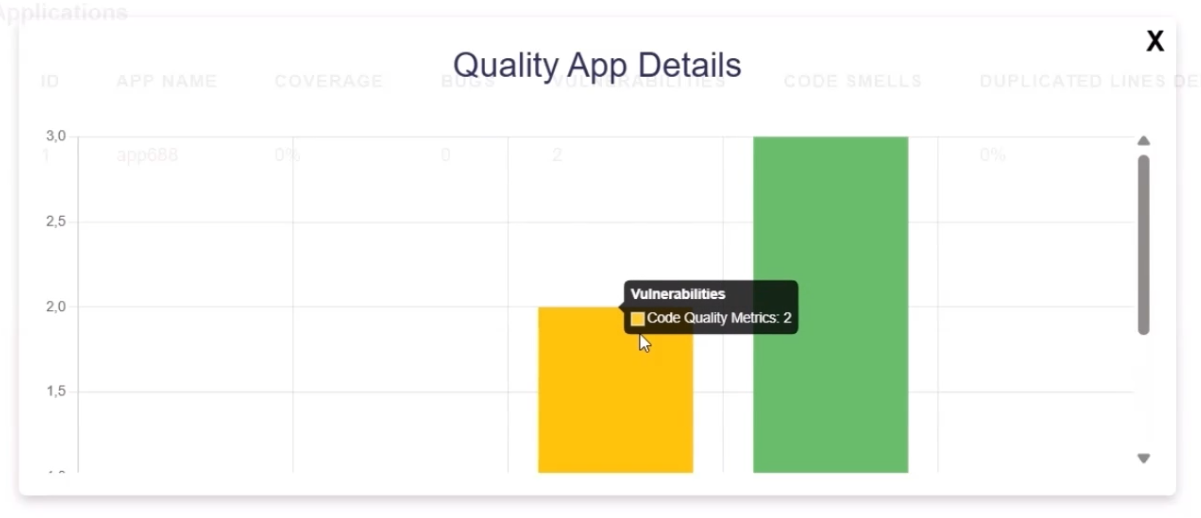 Applications
X
Quality App Details
ID APP NAME COVERAGE BUGS VULNERABILITIES CODE SMELLS DUPLICATED LINES DE
3,0
1 app688 0% 0 2 0%
2,5
Vulnerabilities
2,0
Code Quality Metrics: 2
1,5